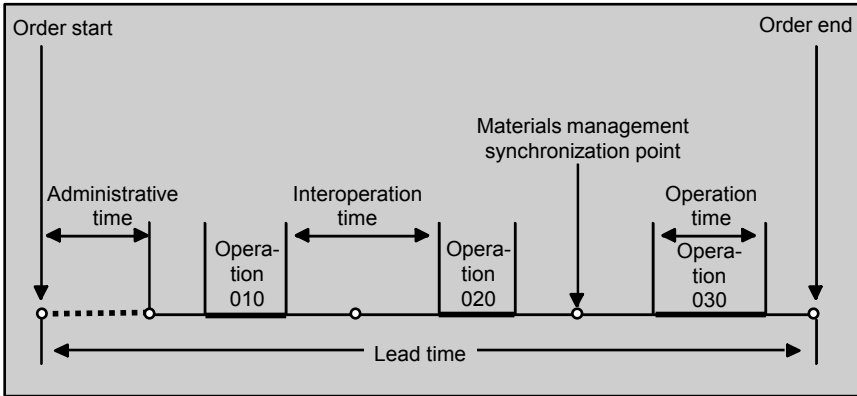 Order start
Order end
Materials management
synchronization point
Administrative
time
Interoperation
time
Operation
time
Opera-
tion
010
Opera-
tion
020
Opera-
tion
030
Lead time